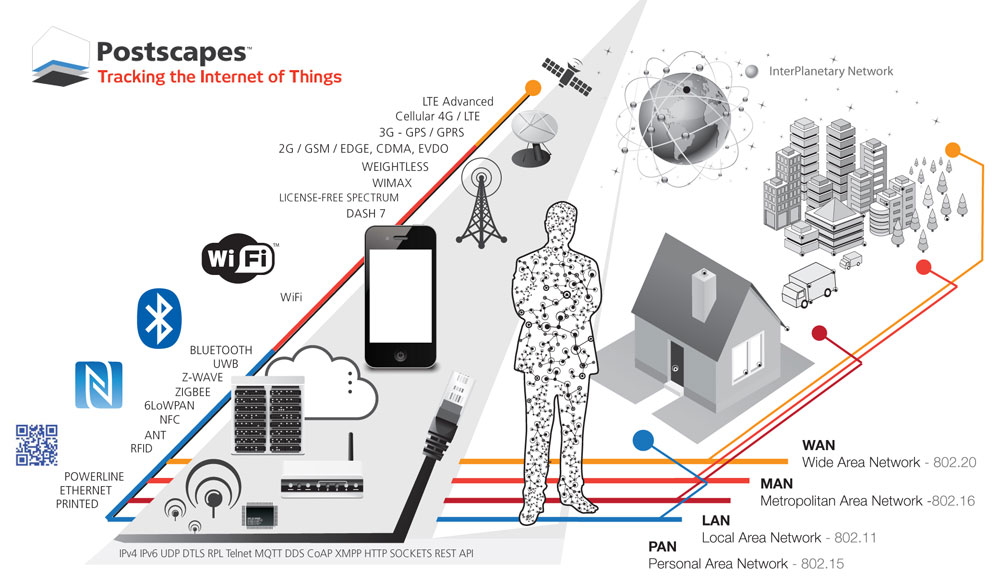 Postscapes™
Tracking the Internet of Things
InterPlanetary Network
LTE Advanced
Cellular 4G / LTE
3G - GPS / GPRS
2G / GSM / EDGE, CDMA, EVDO
WEIGHTLESS
WIMAX
LICENSE-FREE SPECTRUM
DASH 7
WiFi™
WiFi
BLUETOOTH
UWB
Z-WAVE
ZIGBEE
6LoWPAN
NFC
ANT
RFID
POWERLINE
ETHERNET
PRINTED
IPv4 IPv6 UDP DTLS RPL Telnet MQTT DDS CoAP XMPP HTTP SOCKETS REST API
WAN
Wide Area Network - 802.20
MAN
Metropolitan Area Network -802.16
LAN
Local Area Network - 802.11
PAN
Personal Area Network - 802.15